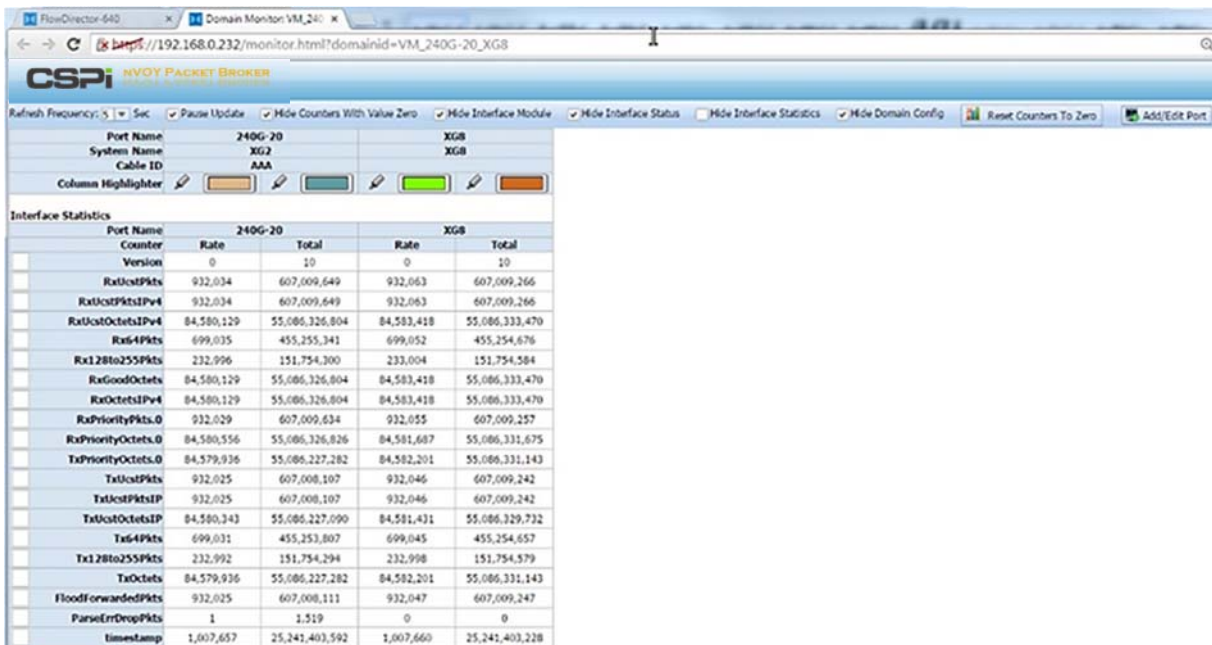 FlowDirector-640 × Domain Monitor: VM_240 ×
https://192.168.0.232/monitor.html?domainid=VM_240G-20_XG8
CSPi nVOY PACKET BROKER
Refresh Frequency: 5 Sec Pause Update Hide Counters With Value Zero Hide Interface Module Hide Interface Status Hide Interface Statistics Hide Domain Config Reset Counters To Zero Add/Edit Port
Port Name 240G-20 XG8
System Name XG2 XG8
Cable ID AAA
Column Highlighter
Interface Statistics
Port Name 240G-20 XG8
Counter Rate Total Rate Total
Version 0 10 0 10
RxUcstPkts 932,034 607,009,649 932,063 607,009,266
RxUcstPktsIPv4 932,034 607,009,649 932,063 607,009,266
RxUcstOctetsIPv4 84,580,129 55,086,326,804 84,583,418 55,086,333,470
Rx64Pkts 699,035 455,255,341 699,052 455,254,676
Rx128to255Pkts 232,996 151,754,300 233,004 151,754,584
RxGoodOctets 84,580,129 55,086,326,804 84,583,418 55,086,333,470
RxOctetsIPv4 84,580,129 55,086,326,804 84,583,418 55,086,333,470
RxPriorityPkts.0 932,029 607,009,634 932,055 607,009,257
RxPriorityOctets.0 84,580,556 55,086,326,826 84,581,687 55,086,331,675
TxPriorityOctets.0 84,579,936 55,086,227,282 84,582,201 55,086,331,143
TxUcstPkts 932,025 607,008,107 932,046 607,009,242
TxUcstPktsIP 932,025 607,008,107 932,046 607,009,242
TxUcstOctetsIP 84,580,343 55,086,227,090 84,581,431 55,086,329,732
Tx64Pkts 699,031 455,253,807 699,045 455,254,657
Tx128to255Pkts 232,992 151,754,294 232,998 151,754,579
TxOctets 84,579,936 55,086,227,282 84,582,201 55,086,331,143
FloodForwardedPkts 932,025 607,008,111 932,047 607,009,247
ParseErrDropPkts 1 1,519 0 0
timestamp 1,007,657 25,241,403,592 1,007,660 25,241,403,228